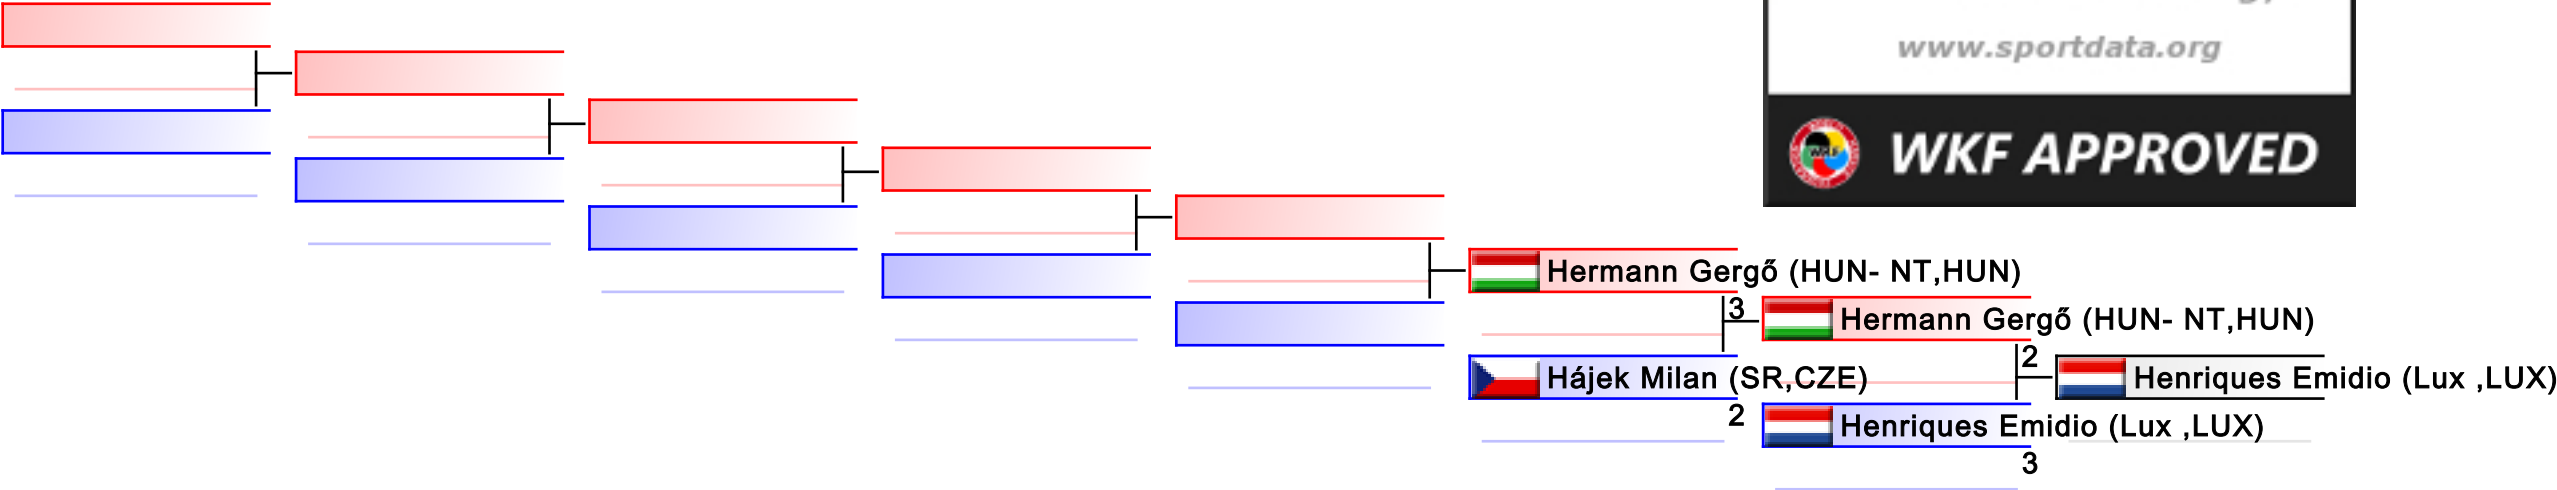 www.sportdata.org
WKF APPROVED
Hermann Gergő (HUN- NT,HUN)
3
Hermann Gergő (HUN- NT,HUN)
2
Hájek Milan (SR,CZE)
Henriques Emidio (Lux ,LUX)
2
Henriques Emidio (Lux ,LUX)
3